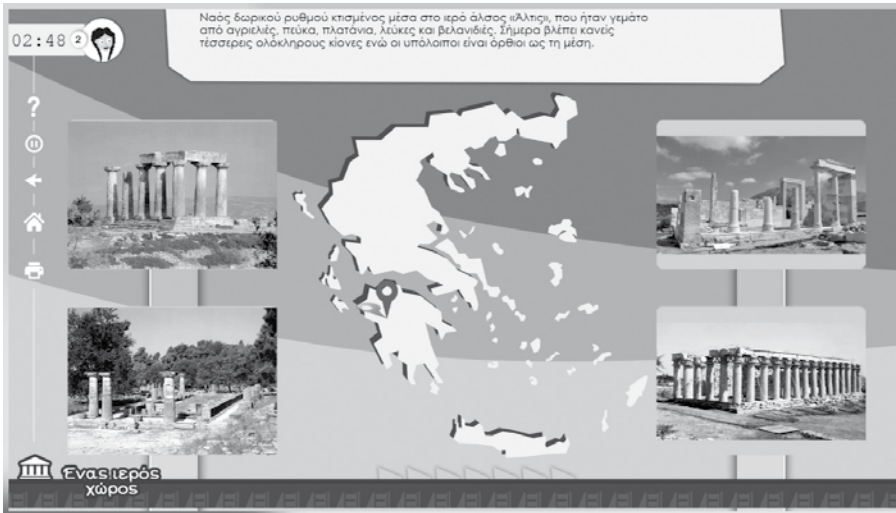 Ναός δωρικού ρυθμού κτισμένος μέσα στο ιερό άλσος «Άλτις», που ήταν γεμάτο
από αγριελιές, πεύκα, πλατάνια, λεύκες και βελανιδιές. Σήμερα βλέπει κανείς
τέσσερεις ολόκληρους κίονες ενώ οι υπόλοιποι είναι όρθιοι ως τη μέση.
02:48 2
?
Ένας ιερός
χώρος